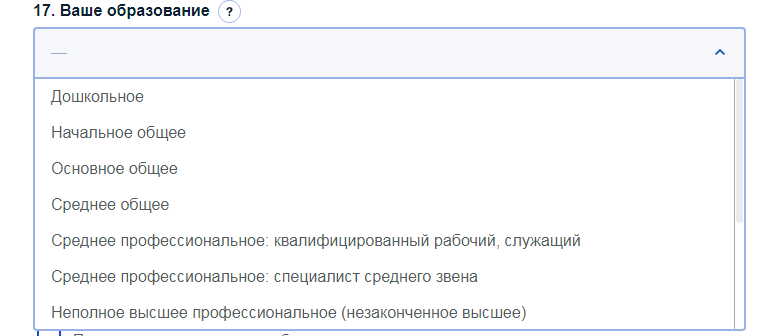 17. Ваше образование ?
—
Дошкольное
Начальное общее
Основное общее
Среднее общее
Среднее профессиональное: квалифицированный рабочий, служащий
Среднее профессиональное: специалист среднего звена
Неполное высшее профессиональное (незаконченное высшее)